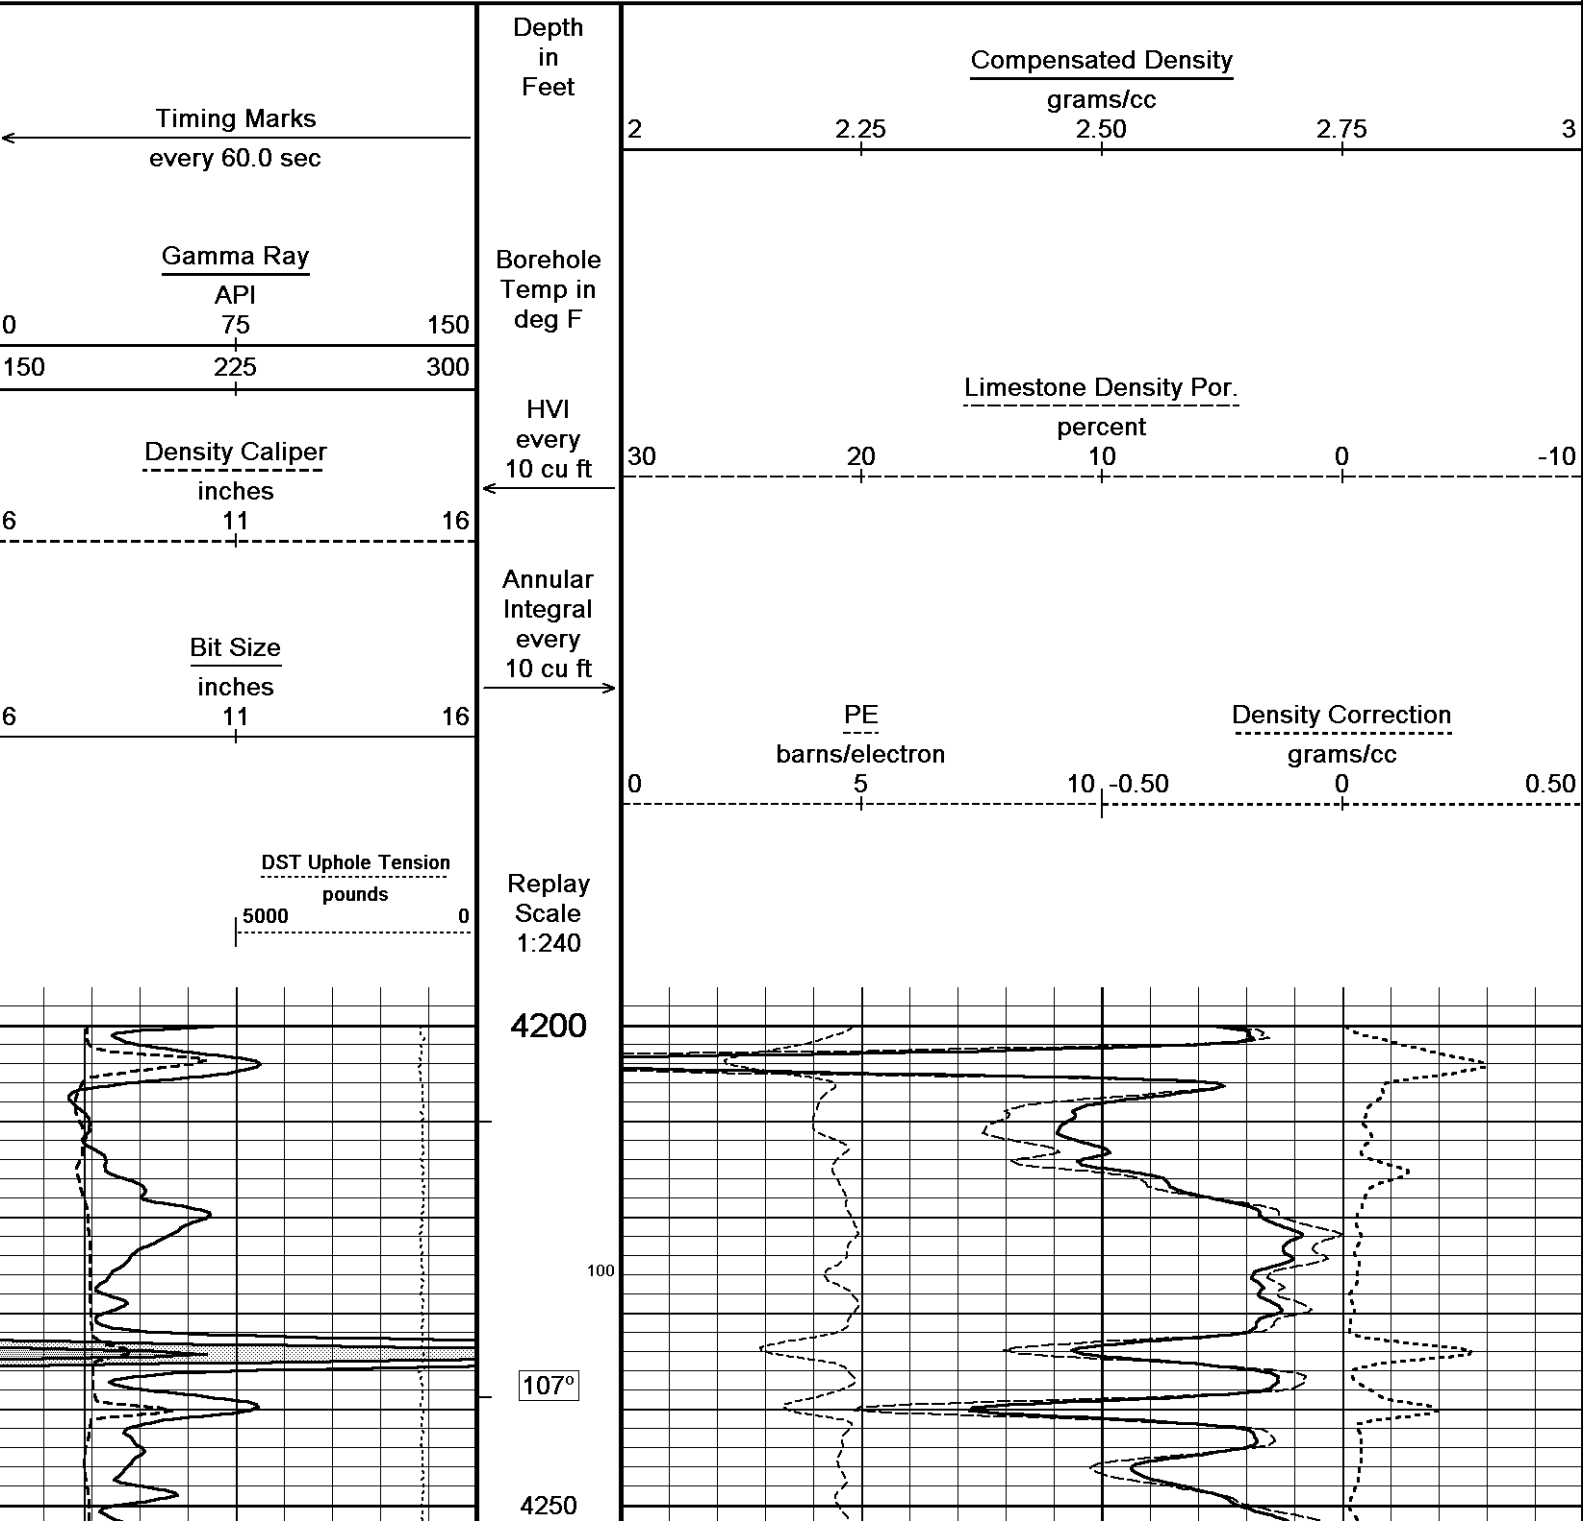 Timing Marks
every 60.0 sec
Gamma Ray
API
0 75 150
150 225 300
Density Caliper
inches
6 11 16
Bit Size
inches
6 11 16
DST Uphole Tension
pounds
5000 0
Depth
in
Feet
Borehole
Temp in
deg F
HVI
every
10 cu ft
Annular
Integral
every
10 cu ft
Replay
Scale
1:240
Compensated Density
grams/cc
2 2.25 2.50 2.75 3
Limestone Density Por.
percent
30 20 10 0 -10
PE
barns/electron
0 5 10
Density Correction
grams/cc
-0.50 0 0.50
4200
100
107º
4250